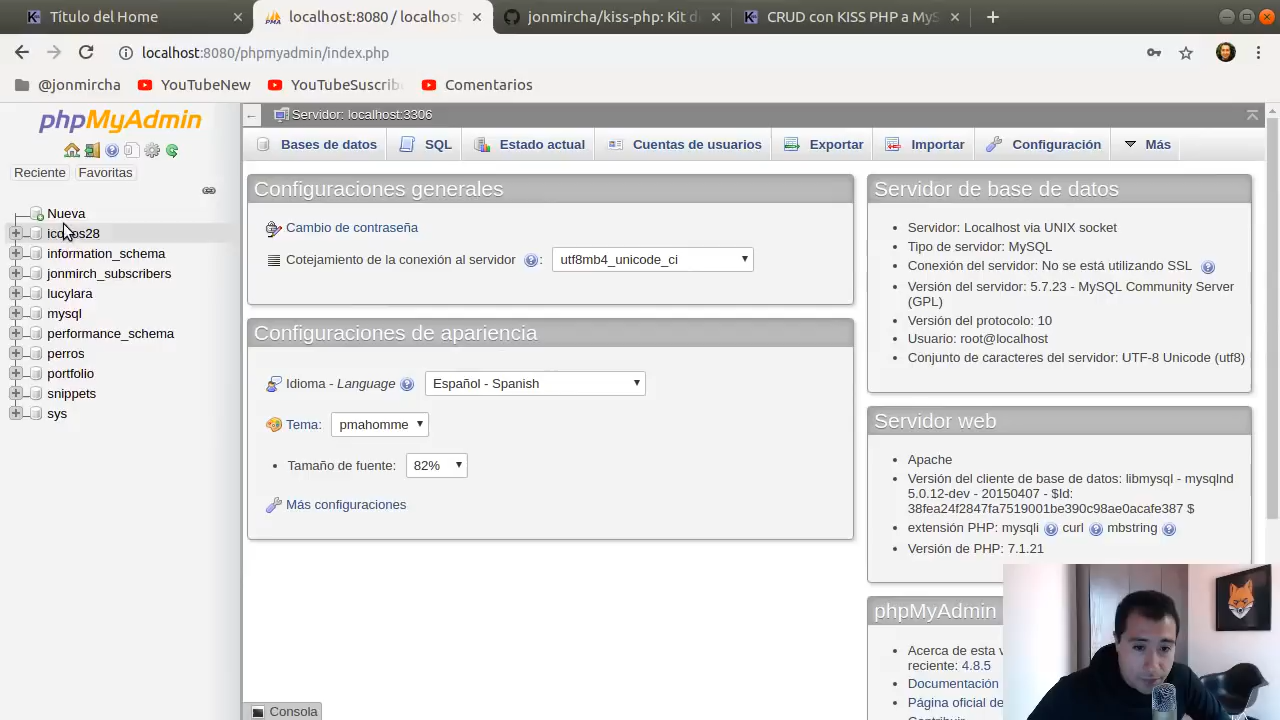 Título del Home
localhost:8080 / localhos
jonmircha/kiss-php: Kit d
CRUD con KISS PHP a MyS
localhost:8080/phpmyadmin/index.php
@jonmircha
YouTubeNew
YouTubeSuscrib
Comentarios
phpMyAdmin
Reciente
Favoritas
Nueva
information_schema
jonmirch_subscribers
lucylara
mysql
performance_schema
perros
portfolio
snippets
sys
Servidor: localhost:3306
Bases de datos
SQL
Estado actual
Cuentas de usuarios
Exportar
Importar
Configuración
Más
Configuraciones generales
Cambio de contraseña
Cotejamiento de la conexión al servidor :
utf8mb4_unicode_ci
Configuraciones de apariencia
Idioma - Language
Español - Spanish
Tema:
pmahomme
Tamaño de fuente:
82%
Más configuraciones
Consola
Servidor de base de datos
Servidor: Localhost via UNIX socket
Tipo de servidor: MySQL
Conexión del servidor: No se está utilizando SSL
Versión del servidor: 5.7.23 - MySQL Community Server
(GPL)
Versión del protocolo: 10
Usuario: root@localhost
Conjunto de caracteres del servidor: UTF-8 Unicode (utf8)
Servidor web
Apache
Versión del cliente de base de datos: libmysql - mysqlnd
5.0.12-dev - 20150407 - $Id:
38fea24f2847fa7519001be390c98ae0acafe387 $
extensión PHP: mysqli curl mbstring
Versión de PHP: 7.1.21
phpMyAdmin
Acerca de esta v
reciente: 4.8.5
Documentación
Página oficial de